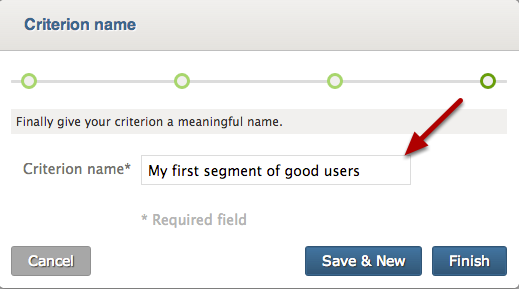 Criterion name
Finally give your criterion a meaningful name.
Criterion name* My first segment of good users
* Required field
Cancel Save & New Finish